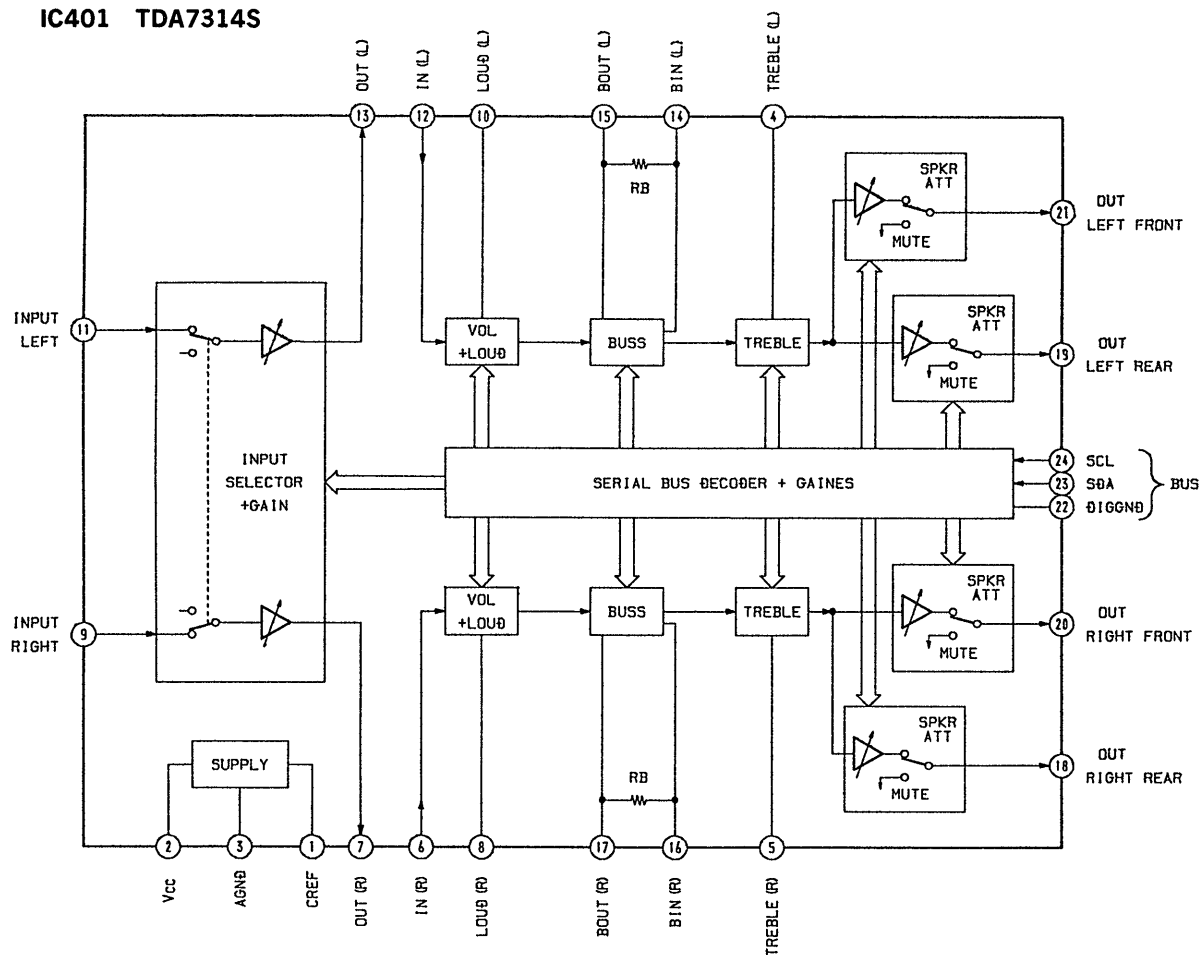 IC401 TDA7314S
OUT (L)
IN (L)
LOUD (L)
BOUT (L)
BIN (L)
TREBLE (L)
13
12
10
15
14
4
RB
SPKR
ATT
MUTE
21
OUT
LEFT FRONT
INPUT
LEFT
11
VOL
+LOUD
BUSS
TREBLE
SPKR
ATT
MUTE
19
OUT
LEFT REAR
INPUT
SELECTOR
+GAIN
SERIAL BUS DECODER + GAINES
24 SCL
23 SDA
22 DIGGND
BUS
INPUT
RIGHT
9
VOL
+LOUD
BUSS
TREBLE
SPKR
ATT
MUTE
20
OUT
RIGHT FRONT
SUPPLY
RB
SPKR
ATT
MUTE
18
OUT
RIGHT REAR
2
3
1
7
6
8
17
16
5
Vcc
AGND
CREF
OUT (R)
IN (R)
LOUD (R)
BOUT (R)
BIN (R)
TREBLE (R)